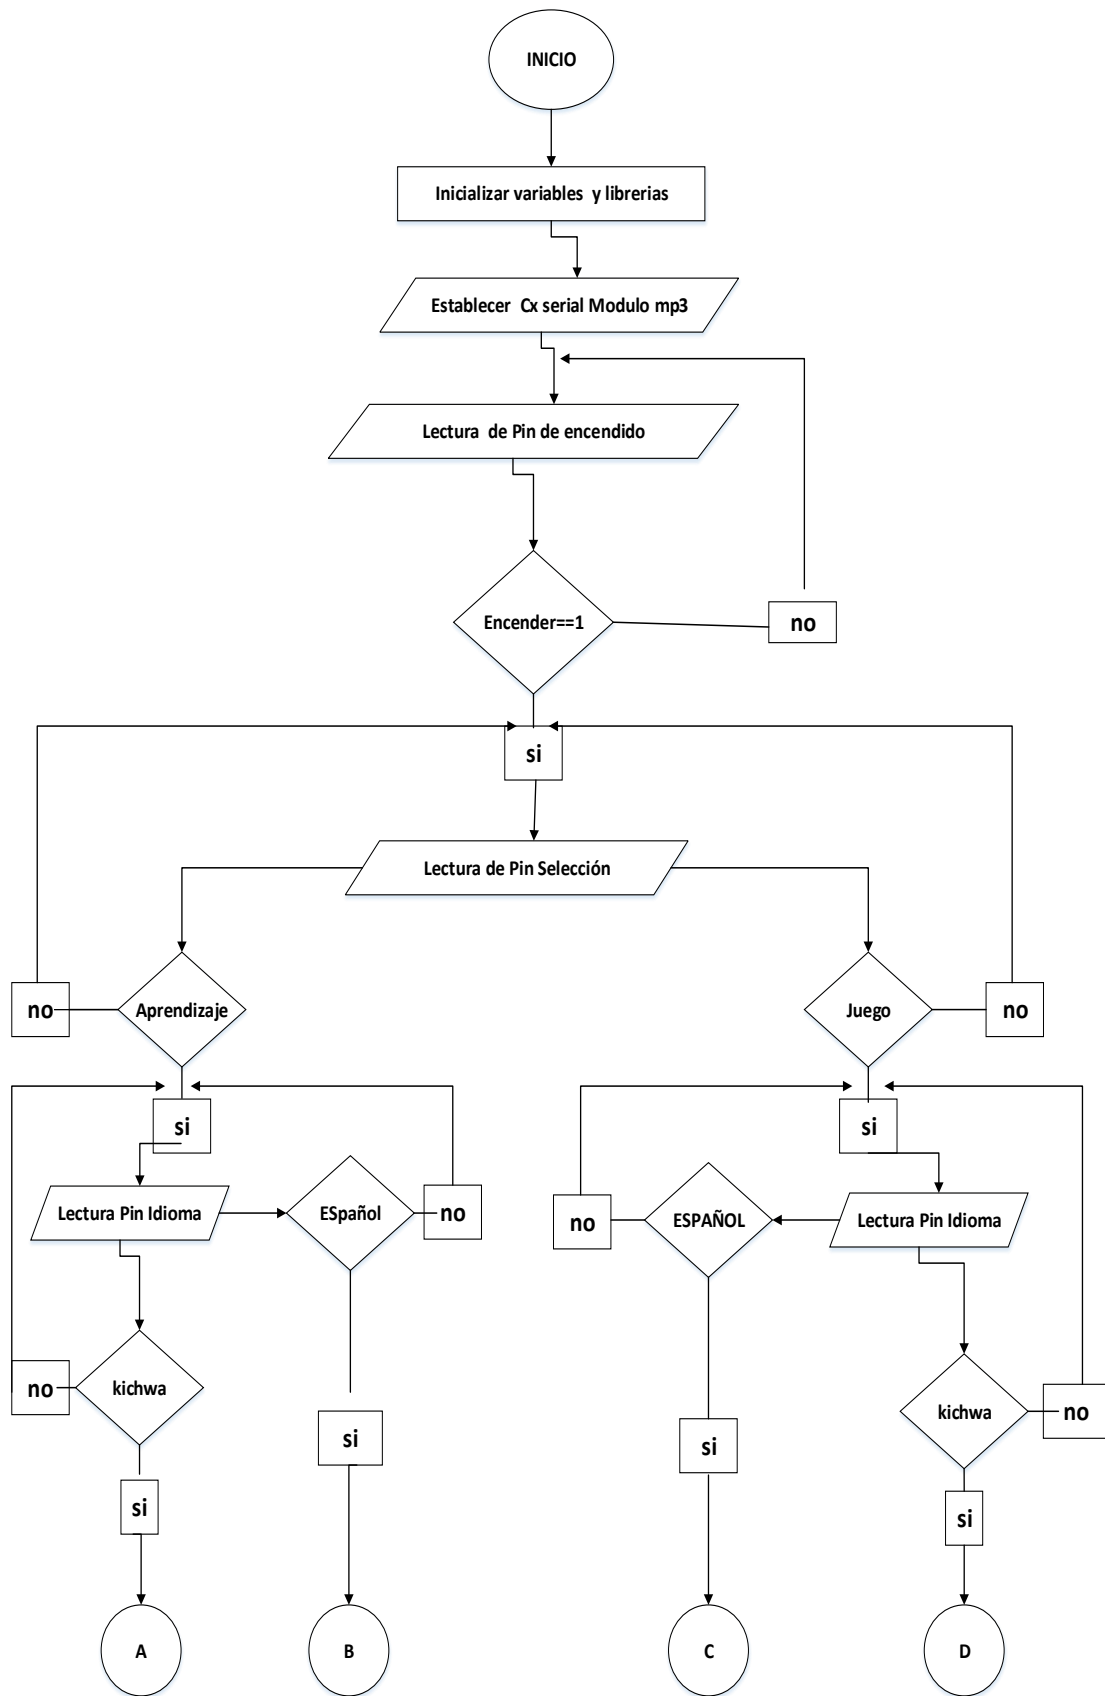 INICIO
Inicializar variables y librerias
Establecer Cx serial Modulo mp3
Lectura de Pin de encendido
Encender==1
no
si
Lectura de Pin Selección
no
Aprendizaje
Juego
no
si
si
Lectura Pin Idioma
ESpañol
no
no
ESPAÑOL
Lectura Pin Idioma
no
kichwa
kichwa
no
si
si
si
si
A
B
C
D